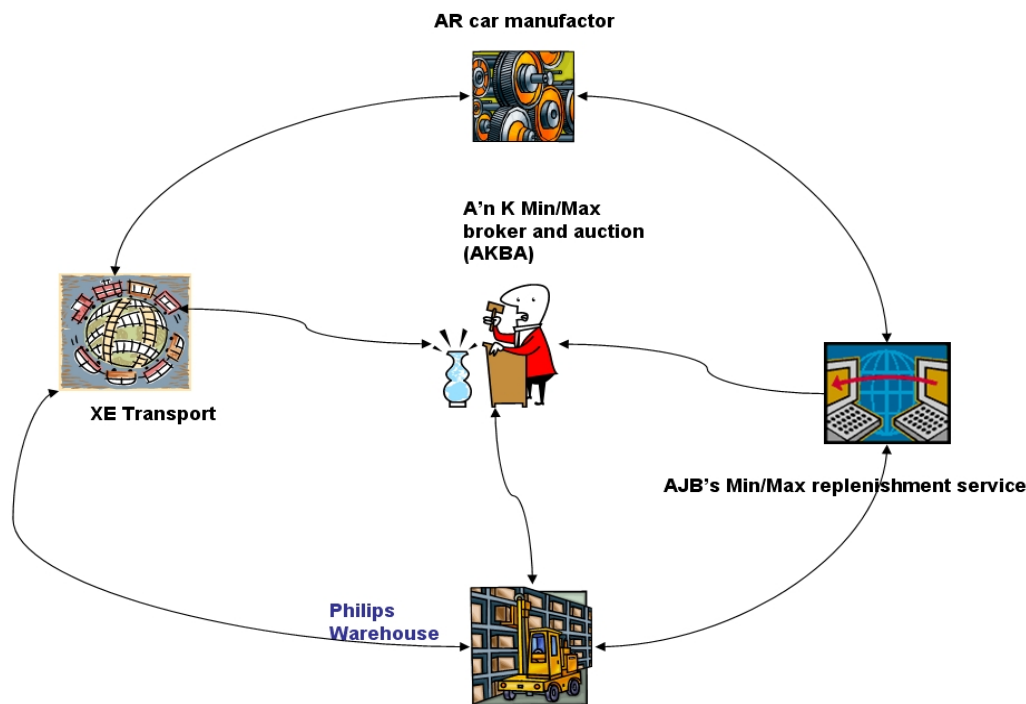 AR car manufactor
A'n K Min/Max
broker and auction
(AKBA)
XE Transport
AJB's Min/Max replenishment service
Philips
Warehouse